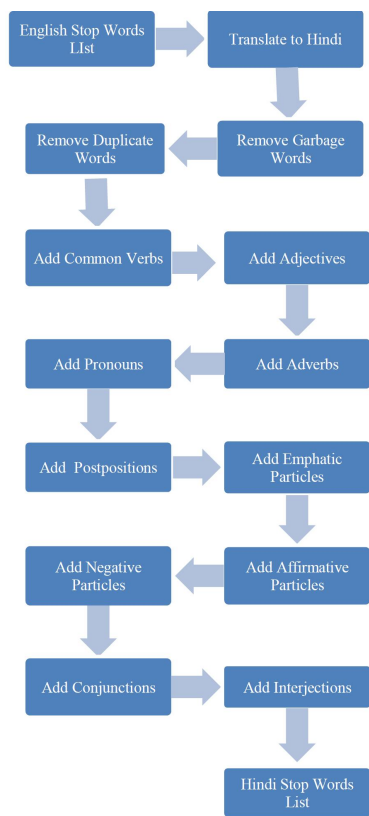 English Stop Words
LIst
Translate to Hindi
Remove Garbage
Words
Remove Duplicate
Words
Add Common Verbs
Add Adjectives
Add Adverbs
Add Pronouns
Add Postpositions
Add Emphatic
Particles
Add Affirmative
Particles
Add Negative
Particles
Add Conjunctions
Add Interjections
Hindi Stop Words
List